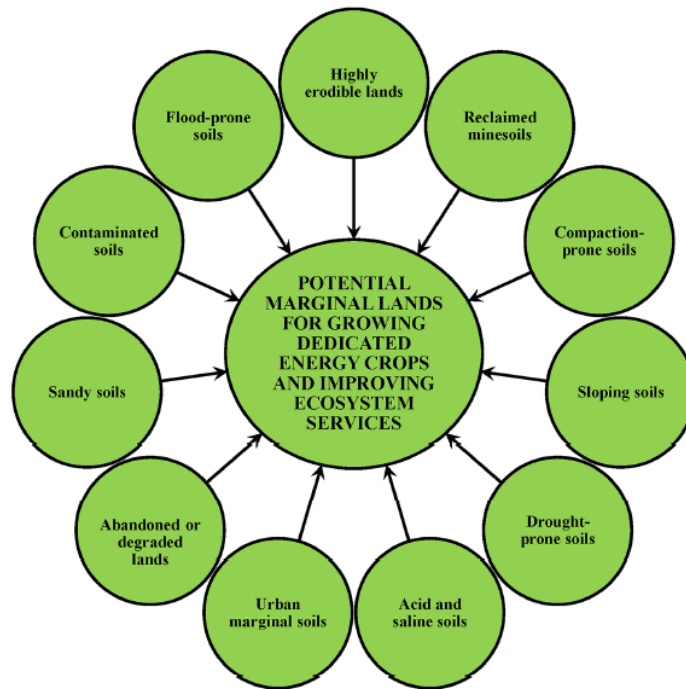 Highly
erodible lands
Reclaimed
minesoils
Compaction-
prone soils
Sloping soils
Drought-
prone soils
Acid and
saline soils
Urban
marginal soils
Abandoned or
degraded
lands
Sandy soils
Contaminated
soils
Flood-prone
soils
POTENTIAL
MARGINAL LANDS
FOR GROWING
DEDICATED
ENERGY CROPS
AND IMPROVING
ECOSYSTEM
SERVICES